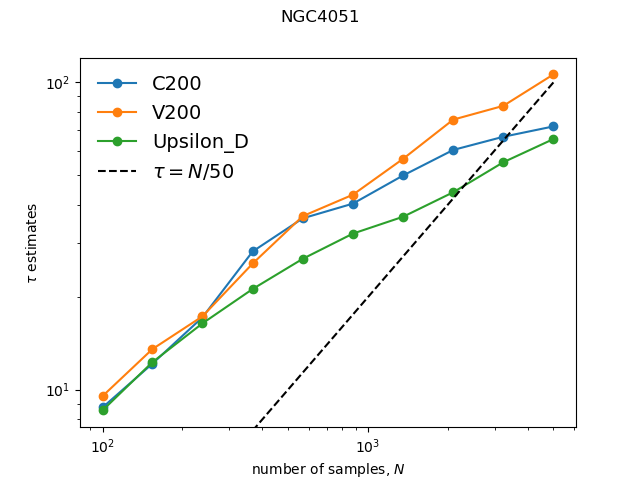 NGC4051
C200
V200
Upsilon_D
τ = N/50
τ estimates
10²
10¹
10² 10³
number of samples, N